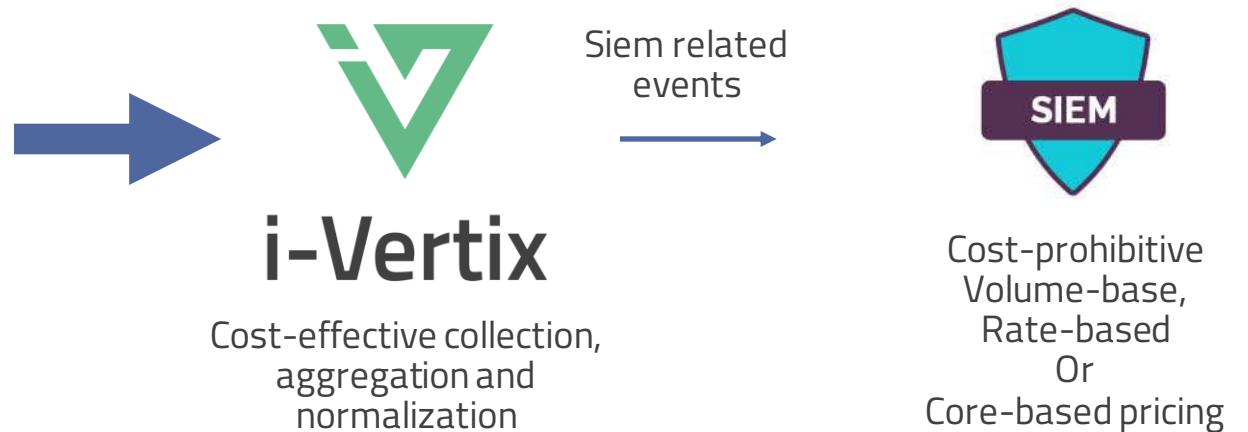 Siem related
events
SIEM
i-Vertix
Cost-effective collection,
aggregation and
normalization
Cost-prohibitive
Volume-base,
Rate-based
Or
Core-based pricing